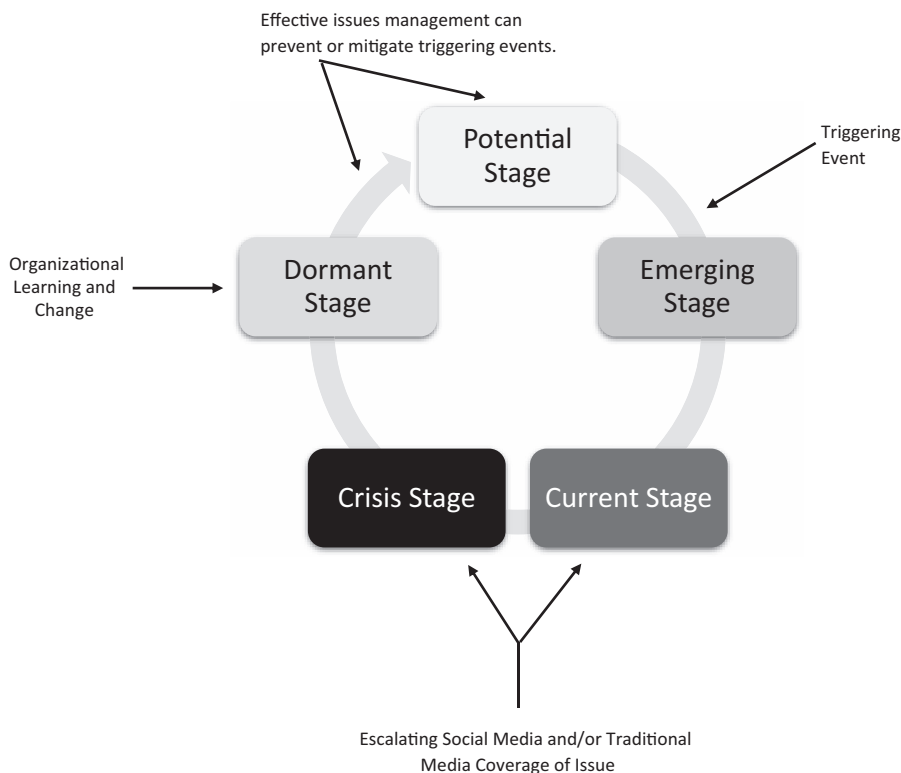 Effective issues management can
prevent or mitigate triggering events.
Potential
Stage
Triggering
Event
Emerging
Stage
Dormant
Stage
Organizational
Learning and
Change
Crisis Stage
Current Stage
Escalating Social Media and/or Traditional
Media Coverage of Issue